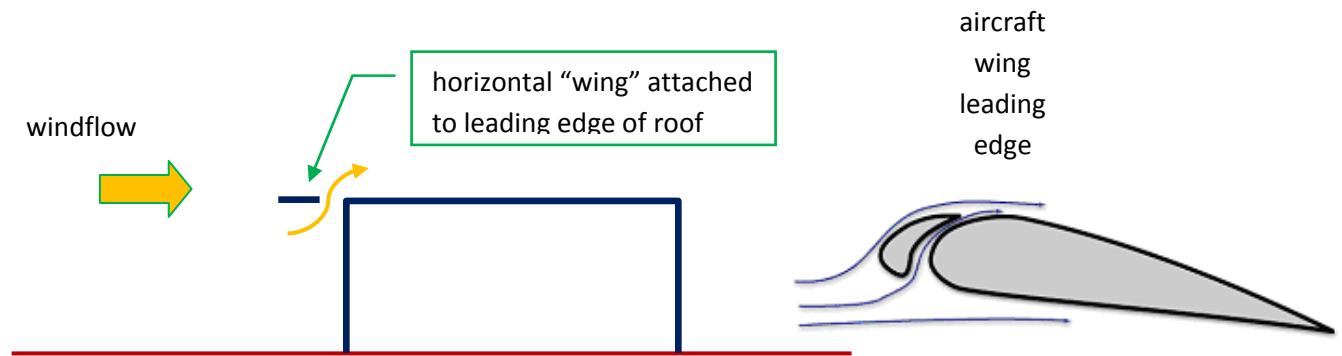 windflow
horizontal “wing” attached
to leading edge of roof
aircraft
wing
leading
edge